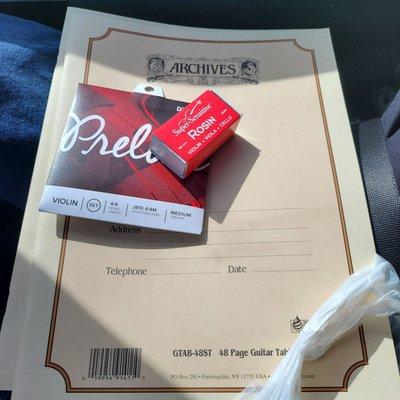 ARCHIVES
Prel
VIOLIN
SET
4/4
J810 4/4M
MEDIUM
Super-Sensitive
ROSIN
VIOLIN • VIOLA • CELLO
Address
Telephone
Date
GTAB-48ST 48 Page Guitar Tab
PO Box 290 • Farmingdale, NY 11735 USA